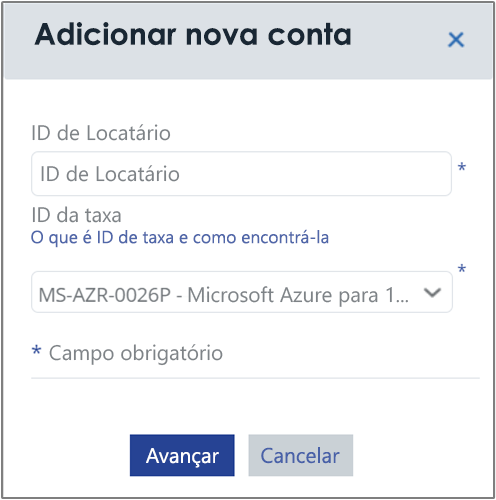 Adicionar nova conta
ID de Locatário
ID de Locatário
*
ID da taxa
O que é ID de taxa e como encontrá-la
*
MS-AZR-0026P - Microsoft Azure para 1...
* Campo obrigatório
Avançar
Cancelar